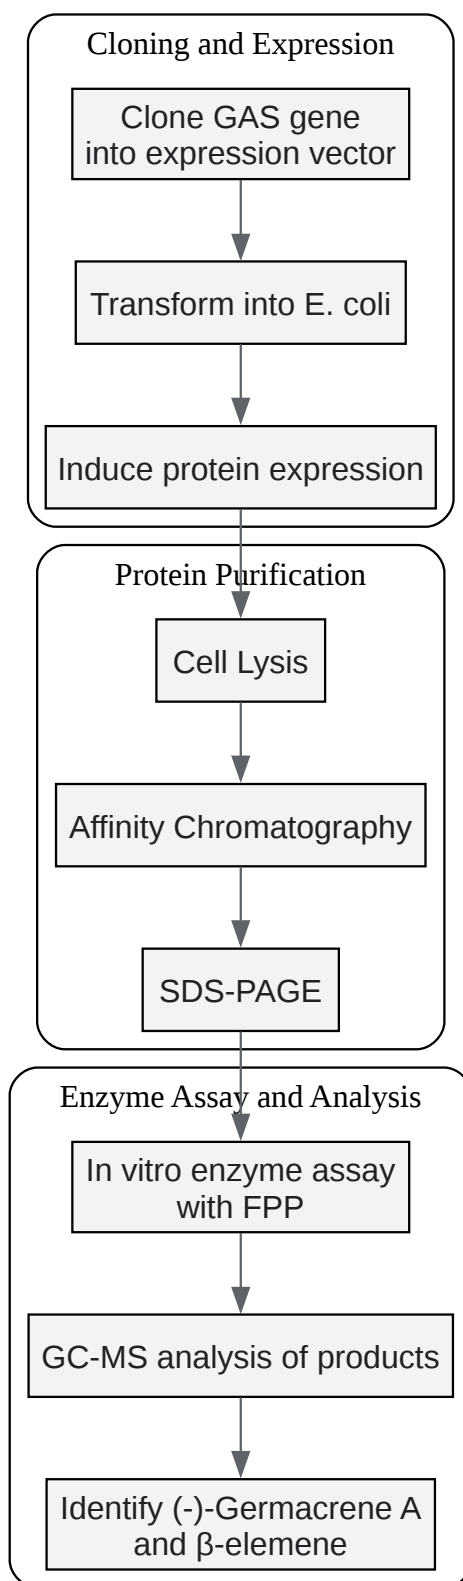 Cloning and Expression
Clone GAS gene
into expression vector
Transform into E. coli
Induce protein expression
Protein Purification
Cell Lysis
Affinity Chromatography
SDS-PAGE
Enzyme Assay and Analysis
In vitro enzyme assay
with FPP
GC-MS analysis of products
Identify (-)-Germacrene A
and β-elemene